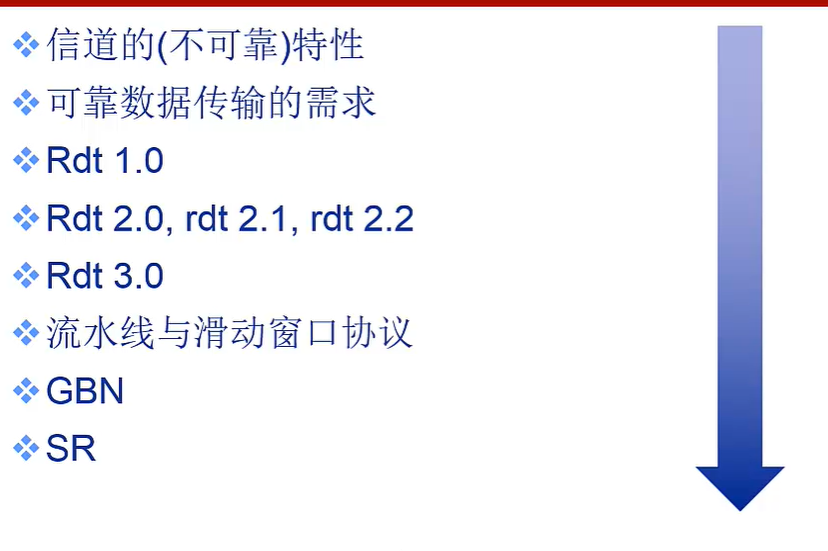 信道的(不可靠)特性
可靠数据传输的需求
Rdt 1.0
Rdt 2.0, rdt 2.1, rdt 2.2
Rdt 3.0
流水线与滑动窗口协议
GBN
SR